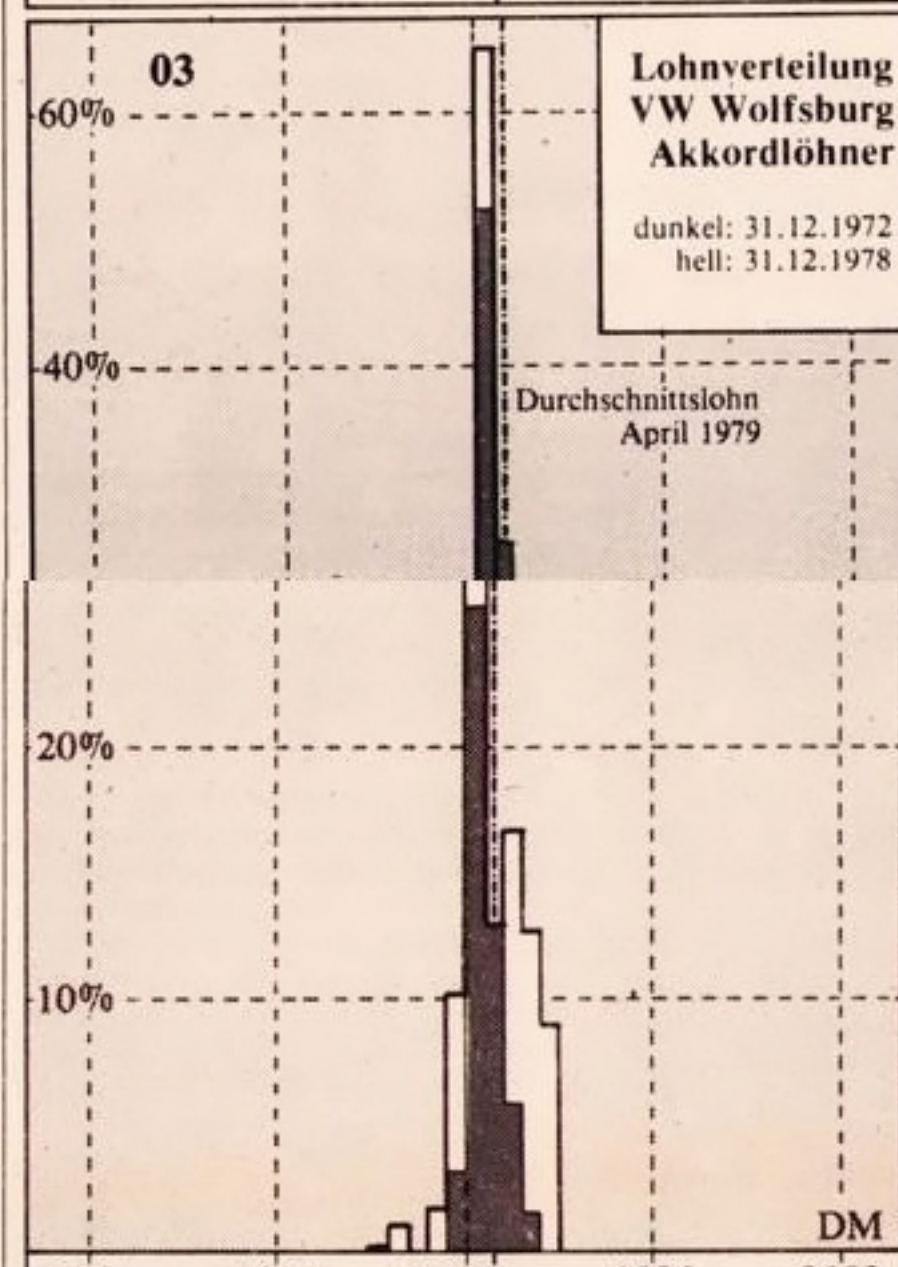 03
Lohnverteilung
VW Wolfsburg
Akkordlöhner
dunkel: 31.12.1972
hell: 31.12.1978
60%
40%
Durchschnittslohn
April 1979
20%
10%
DM